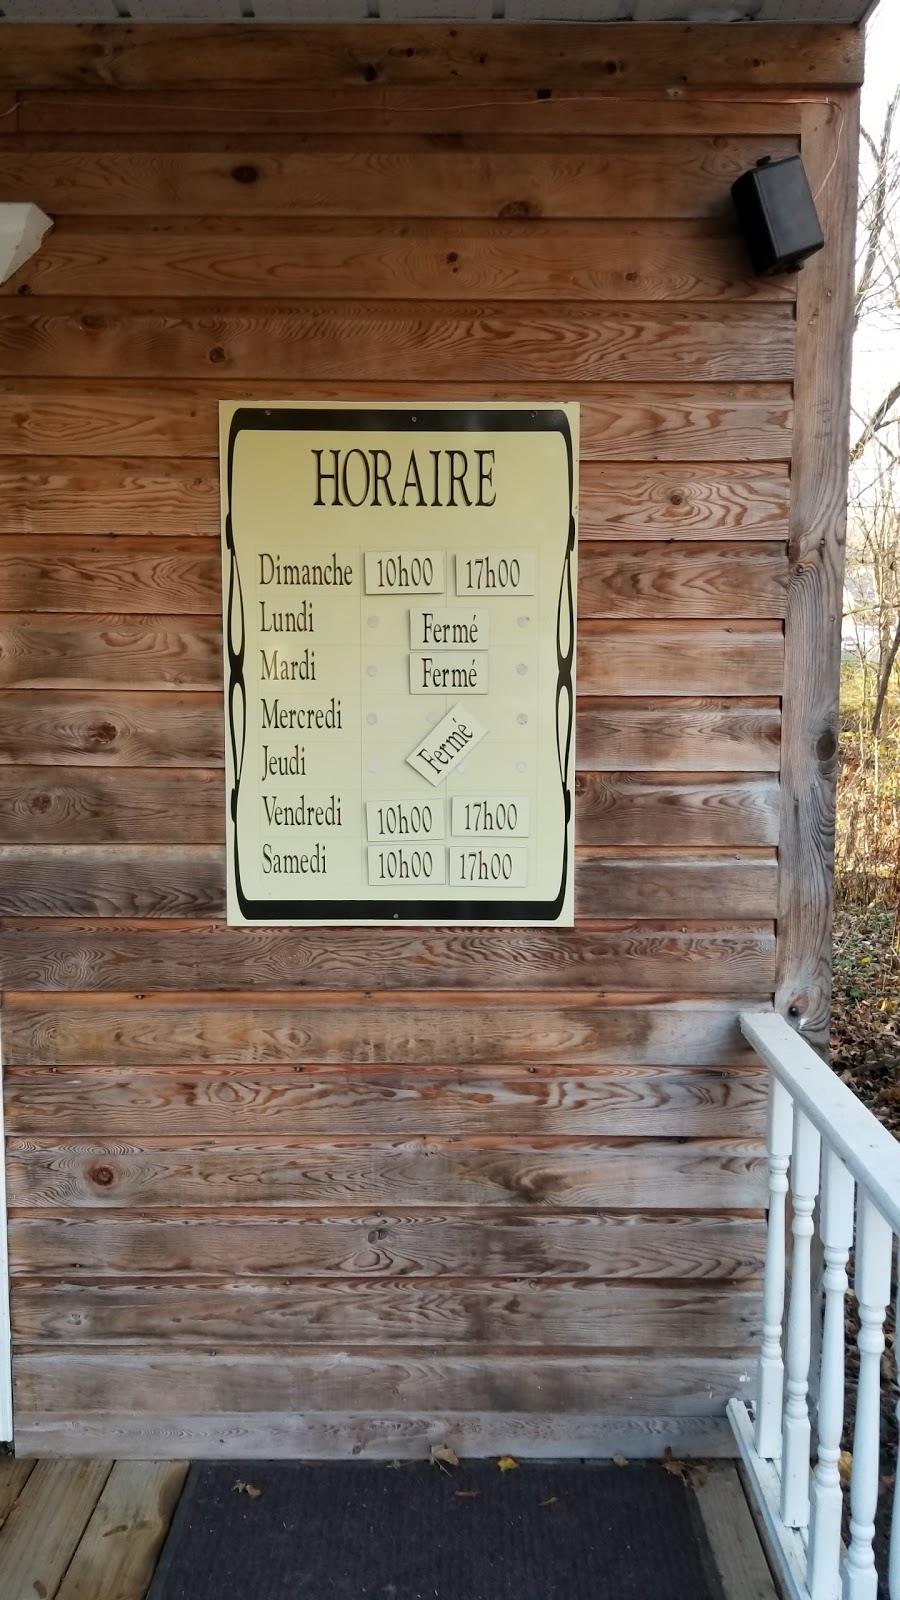 HORAIRE
Dimanche 10h00 17h00
Lundi Fermé
Mardi Fermé
Mercredi Fermé
Jeudi
Vendredi 10h00 17h00
Samedi 10h00 17h00